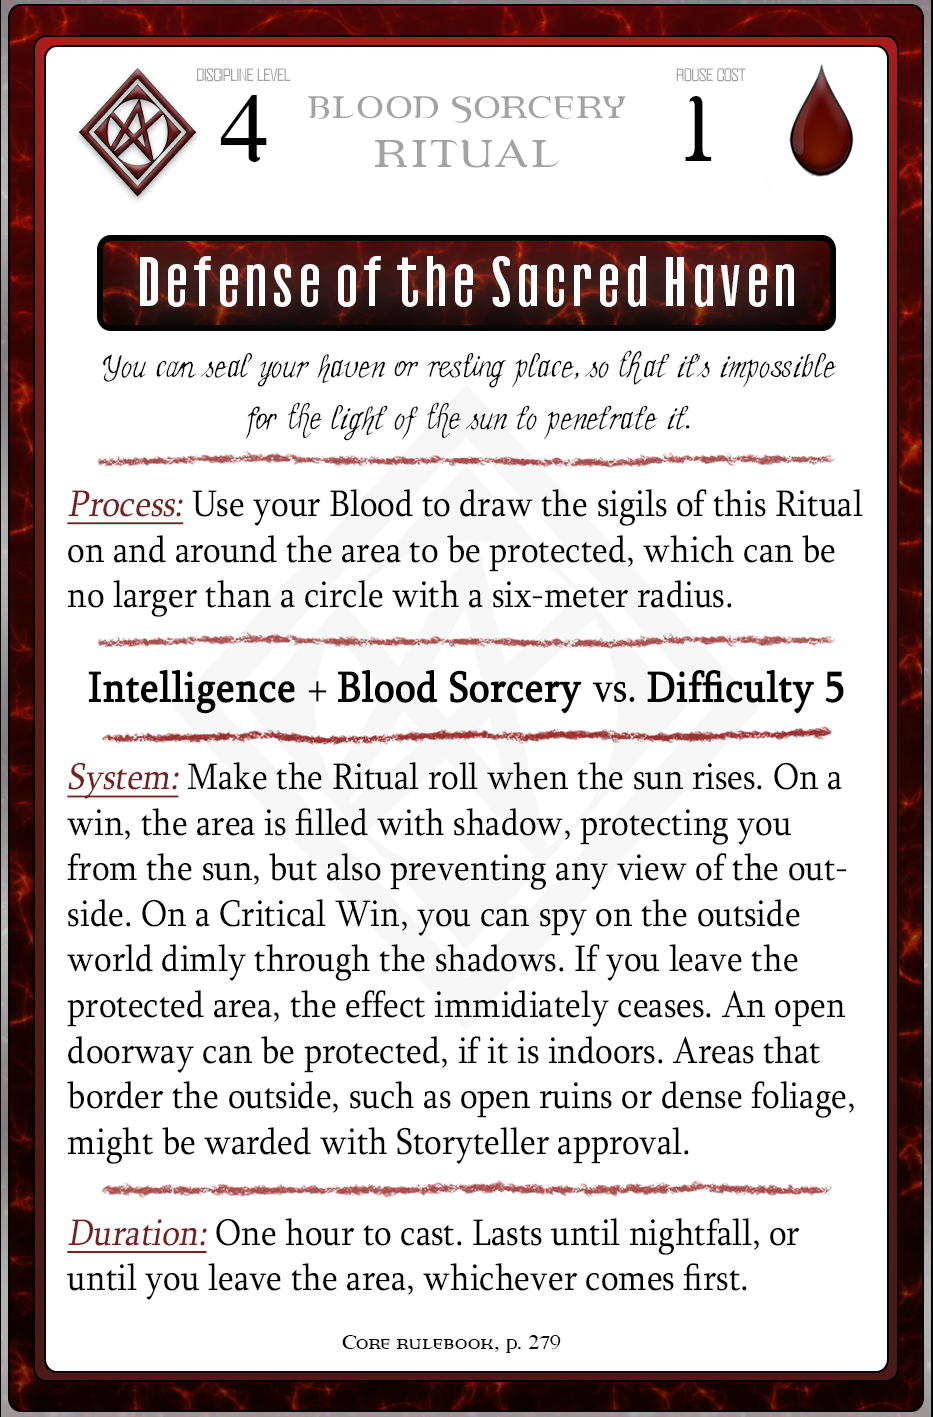 DISCIPLINE LEVEL
4
BLOOD SORCERY
RITUAL
ROUSE COST
1
Defense of the Sacred Haven
You can seal your haven or resting place, so that it's impossible
for the light of the sun to penetrate it.
Process: Use your Blood to draw the sigils of this Ritual
on and around the area to be protected, which can be
no larger than a circle with a six-meter radius.
Intelligence + Blood Sorcery vs. Difficulty 5
System: Make the Ritual roll when the sun rises. On a
win, the area is filled with shadow, protecting you
from the sun, but also preventing any view of the out-
side. On a Critical Win, you can spy on the outside
world dimly through the shadows. If you leave the
protected area, the effect immidiately ceases. An open
doorway can be protected, if it is indoors. Areas that
border the outside, such as open ruins or dense foliage,
might be warded with Storyteller approval.
Duration: One hour to cast. Lasts until nightfall, or
until you leave the area, whichever comes first.
Core rulebook, p. 279